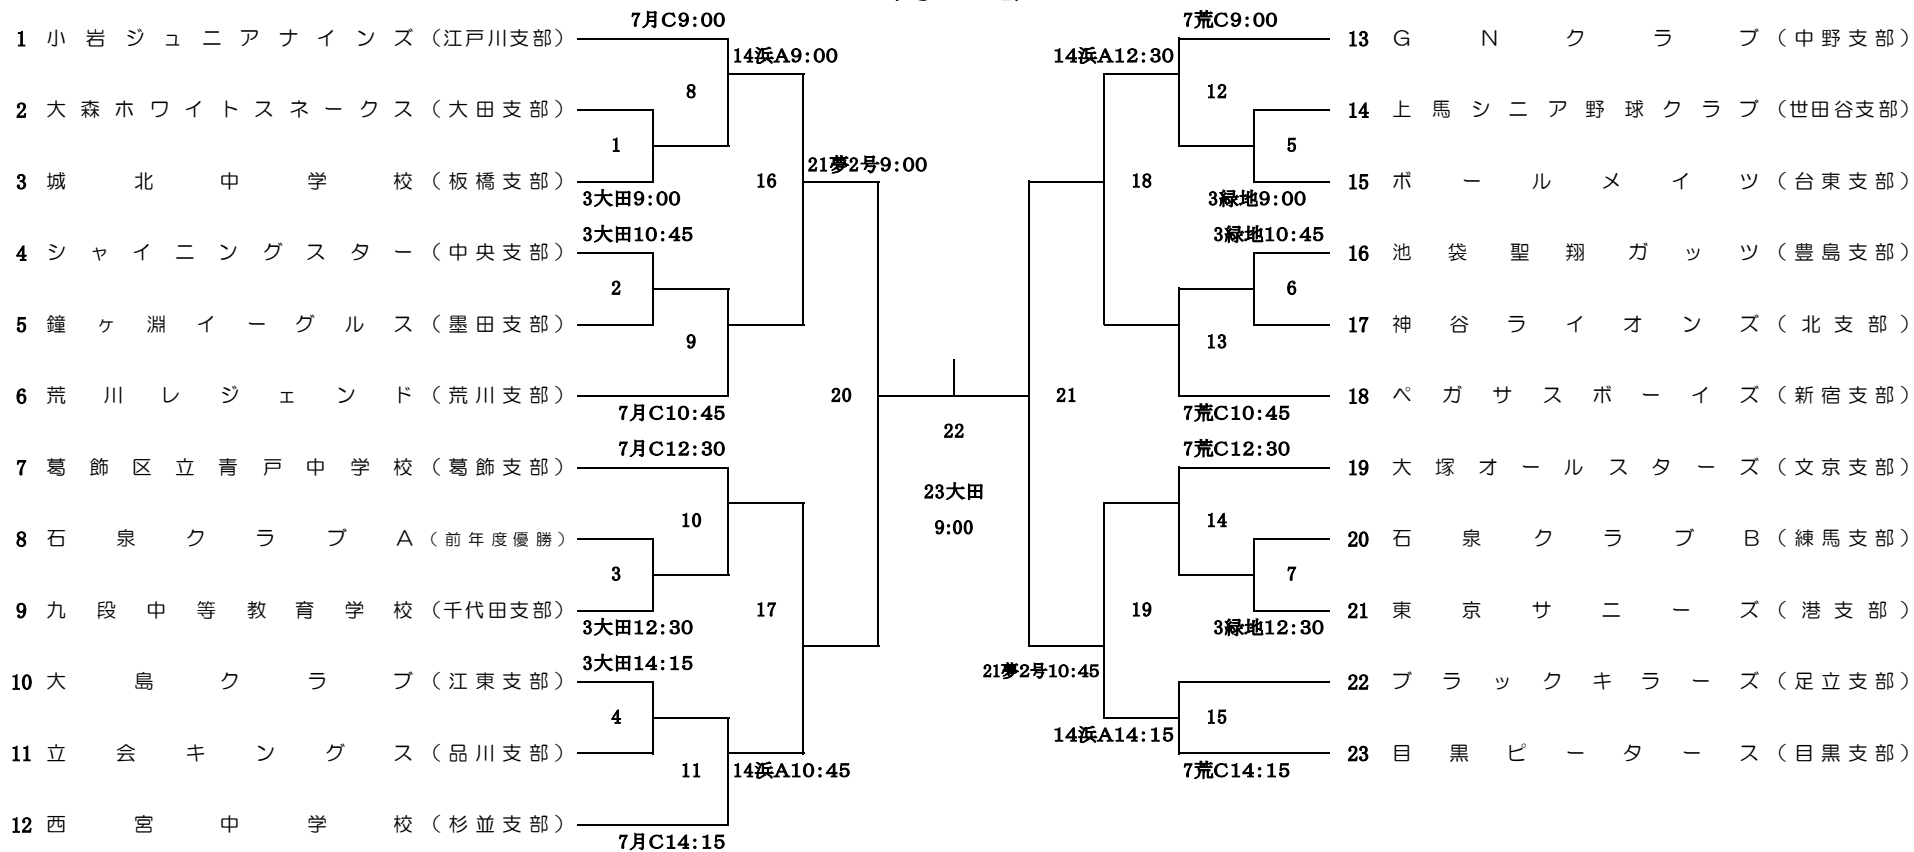 7月C9:00
1 小岩ジュニアナインズ（江戸川支部）
14浜A9:00
8
2 大森ホワイトスネークス（大田支部）
1
3 城北中学校（板橋支部）
3大田9:00
16
21夢2号9:00
3大田10:45
4 シャイニングスター（中央支部）
2
5 鐘ヶ淵イーグルス（墨田支部）
9
6 荒川レジェンド（荒川支部）
7月C10:45
20
7月C12:30
7 葛飾区立青戸中学校（葛飾支部）
10
8 石泉クラブA（前年度優勝）
3
9 九段中等教育学校（千代田支部）
3大田12:30
17
3大田14:15
10 大島クラブ（江東支部）
4
11 立会キングス（品川支部）
11
14浜A10:45
12 西宮中学校（杉並支部）
7月C14:15
22
23大田
9:00
7荒C9:00
13 GNクラブ（中野支部）
14浜A12:30
12
14 上馬シニア野球クラブ（世田谷支部）
5
15 ボールメイツ（台東支部）
3緑地9:00
18
3緑地10:45
16 池袋聖翔ガッツ（豊島支部）
6
17 神谷ライオンズ（北支部）
13
18 ペガサスボーイズ（新宿支部）
7荒C10:45
21
7荒C12:30
19 大塚オールスターズ（文京支部）
14
20 石泉クラブB（練馬支部）
7
21 東京サニーズ（港支部）
3緑地12:30
19
21夢2号10:45
22 ブラックキラーズ（足立支部）
15
14浜A14:15
23 目黒ピータース（目黒支部）
7荒C14:15